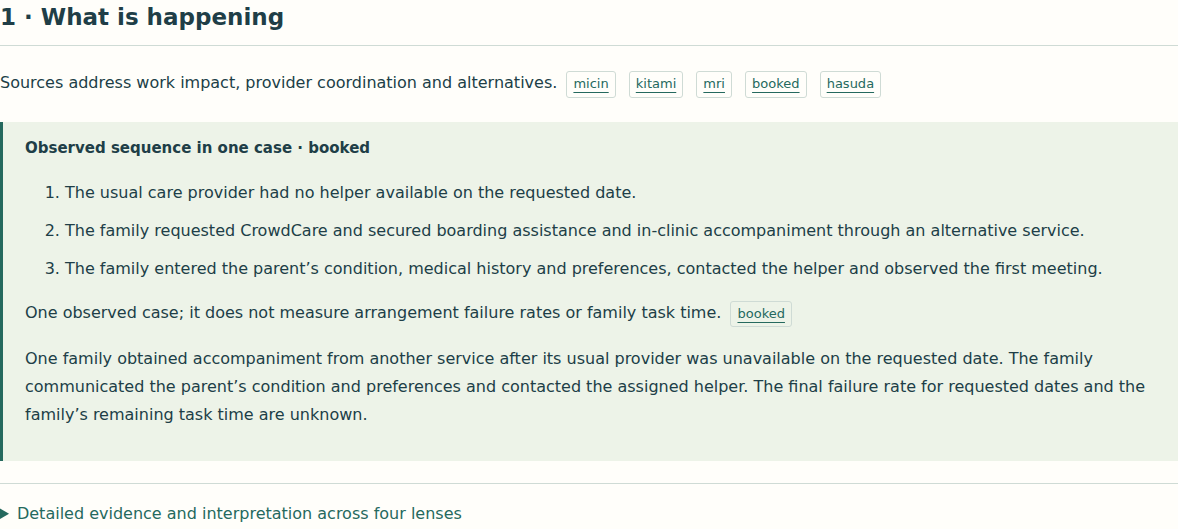 1 · What is happening
Sources address work impact, provider coordination and alternatives. micin kitami mri booked hasuda
Observed sequence in one case · booked
1. The usual care provider had no helper available on the requested date.
2. The family requested CrowdCare and secured boarding assistance and in-clinic accompaniment through an alternative service.
3. The family entered the parent’s condition, medical history and preferences, contacted the helper and observed the first meeting.
One observed case; it does not measure arrangement failure rates or family task time. booked
One family obtained accompaniment from another service after its usual provider was unavailable on the requested date. The family
communicated the parent’s condition and preferences and contacted the assigned helper. The final failure rate for requested dates and the
family’s remaining task time are unknown.
Detailed evidence and interpretation across four lenses